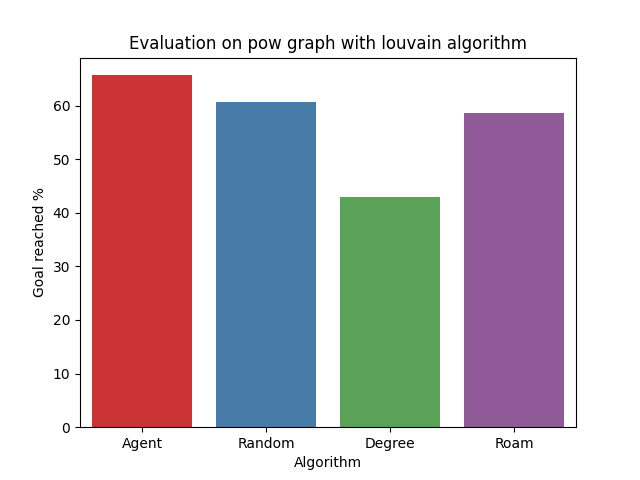 Evaluation on pow graph with louvain algorithm
Goal reached %
60
50
40
30
20
10
0
Agent Random Degree Roam
Algorithm